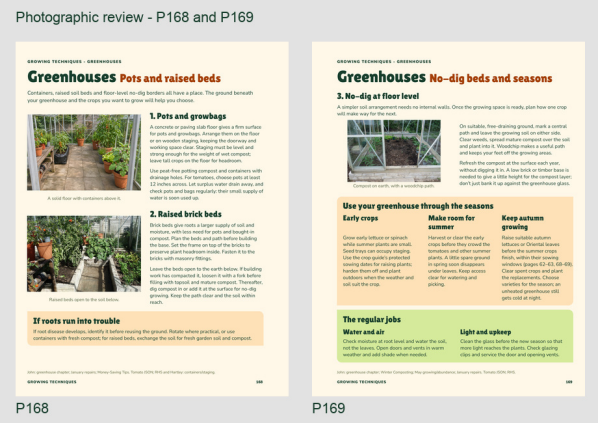 Photographic review - P168 and P169
GROWING TECHNIQUES - GREENHOUSES
Greenhouses Pots and raised beds
Containers, raised soil beds and floor-level no-dig borders all have a place. The ground beneath
your greenhouse and the crops you want to grow will help you choose.
1. Pots and growbags
A concrete or paving slab floor gives a firm surface
for pots and growbags. Arrange them on the floor
or on wooden staging, keeping the doorway and
working space clear. Staging must be level and
strong enough for the weight of wet compost;
leave tall crops on the floor for headroom.
Use peat-free potting compost and containers with
drainage holes. For tomatoes, choose pots at least
12 inches across. Let surplus water drain away, and
check pots and bags regularly: their small supply of
water is soon used up.
A solid floor with containers above it.
2. Raised brick beds
Brick beds give roots a larger supply of soil and
moisture, with less need for pots and bought-in
compost. Plan the beds and path before building
the base. Set the frame on top of the bricks to
preserve planted headroom inside. Fasten it to the
bricks with masonry fittings.
Leave the beds open to the earth below. If building
work has compacted it, loosen it with a fork before
filling with topsoil and mature compost. Thereafter,
dig compost in or add it at the surface for no-dig
growing. Keep the path clear and the soil within
reach.
Raised beds open to the soil below.
If roots run into trouble
If root disease develops, identify it before reusing the ground. Rotate where practical, or use
containers with fresh compost; for raised beds, exchange the soil for fresh garden soil and compost.
GROWING TECHNIQUES
168
P168
GROWING TECHNIQUES - GREENHOUSES
Greenhouses No-dig beds and seasons
3. No-dig at floor level
A simpler soil arrangement needs no internal walls. Once the growing space is ready, plan how one crop
will make way for the next.
On suitable, free-draining ground, mark a central
path and leave the growing soil on either side.
Clear weeds, spread mature compost over the soil
and plant into it. Woodchip makes a useful path
and keeps your feet off the growing areas.
Refresh the compost at the surface each year,
without digging it in. A low brick or timber base is
needed to give a little height for the compost layer;
don't just bank it up against the greenhouse glass.
Compost on earth, with a woodchip path.
Use your greenhouse through the seasons
Early crops
Grow early lettuce or spinach
while summer plants are small.
Seed trays can occupy staging.
Use the crop guide's protected
sowing dates for raising plants;
harden them off and plant
outdoors when the weather and
soil suit the crop.
Make room for
summer
Harvest or clear the early
crops before they crowd the
tomatoes and other summer
plants. A little space ground
in spring soon disappears
under leaves. Keep access
clear for watering and
picking.
Keep autumn
growing
Raise suitable autumn
lettuces or Oriental leaves
before the summer crops
finish, within their sowing
windows (pages 62-63, 68-69).
Clear spent crops and plant
the replacements. Choose
varieties for the season; an
unheated greenhouse still
gets cold at night.
The regular jobs
Water and air
Check moisture at root level and water the soil,
not the leaves. Open doors and vents in warm
weather and add shade when needed.
Light and upkeep
Clean the glass before the new season so that
more light reaches the plants. Check glazing
clips and service the door and opening vents.
GROWING TECHNIQUES
169
P169